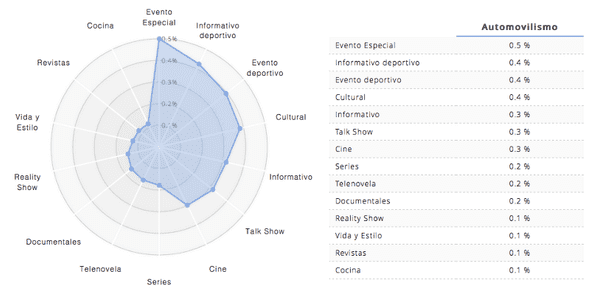 Evento
Especial
Informativo
deportivo
Evento
deportivo
Cultural
Informativo
Talk Show
Cine
Series
Telenovela
Documentales
Reality
Show
Vida y
Estilo
Revistas
Cocina
0.5%
0.4%
0.3%
0.2%
0.1%
Automovilismo
Evento Especial 0.5 %
Informativo deportivo 0.4 %
Evento deportivo 0.4 %
Cultural 0.4 %
Informativo 0.3 %
Talk Show 0.3 %
Cine 0.3 %
Series 0.2 %
Telenovela 0.2 %
Documentales 0.2 %
Reality Show 0.1 %
Vida y Estilo 0.1 %
Revistas 0.1 %
Cocina 0.1 %